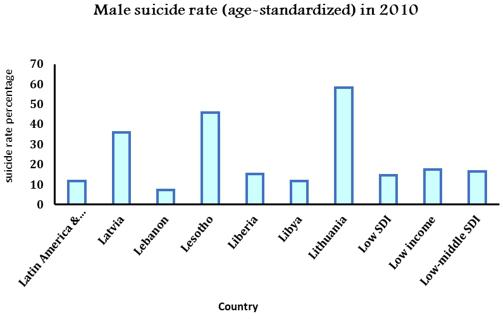 Male suicide rate (age-standardized) in 2010
suicide rate percentage
70
60
50
40
30
20
10
0
Latin America &...
Latvia
Lebanon
Lesotho
Liberia
Libya
Lithuania
Low SDI
Low income
Low-middle SDI
Country